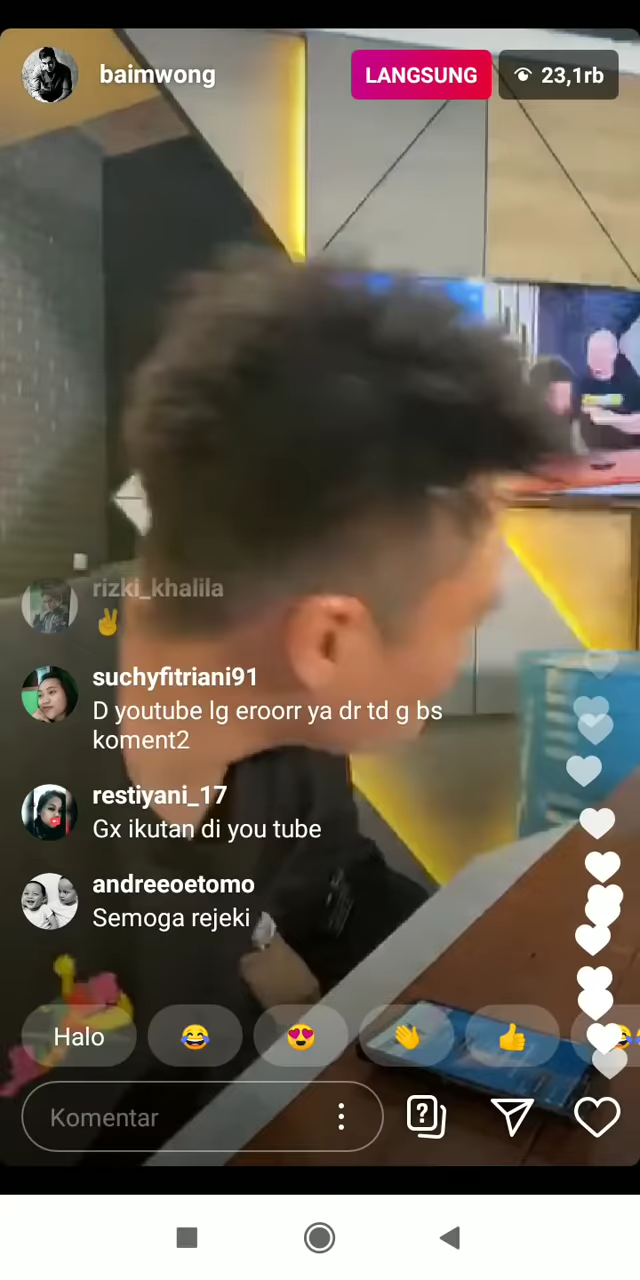 baimwong
LANGSUNG
23,1rb
rizki_khalila
✌
suchyfitriani91
D youtube lg eroorr ya dr td g bs
koment2
restiyani_17
Gx ikutan di you tube
andreeoetomo
Semoga rejeki
Halo 😂 😍 👋 👍 😂
Komentar